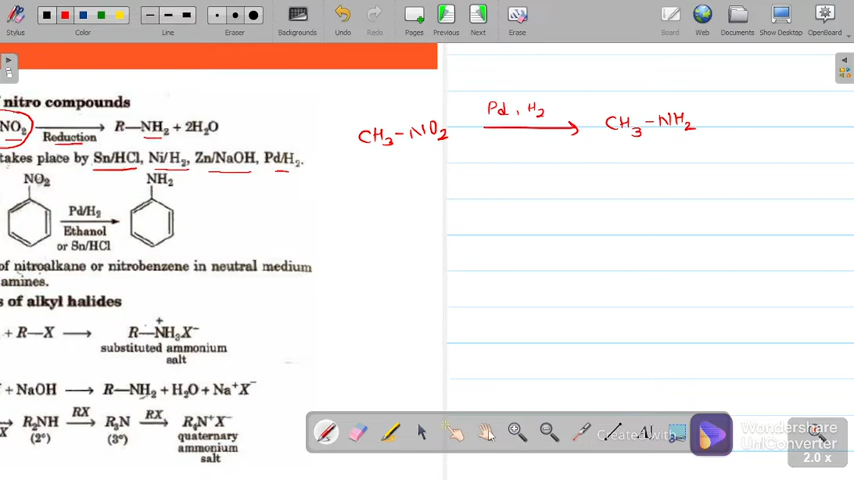 Stylus Color Line Eraser Backgrounds Undo Redo Pages Previous Next Erase Board Web Documents Show Desktop OpenBoard
nitro compounds
NO₂ Reduction → R—NH₂ + 2H₂O
takes place by Sn/HCl, Ni/H₂, Zn/NaOH, Pd/H₂.
NO₂ NH₂
Pd/H₂
Ethanol
or Sn/HCl
of nitroalkane or nitrobenzene in neutral medium
amines.
s of alkyl halides
+ R—X → R—N⁺H₃X⁻
substituted ammonium
salt
+ NaOH → R—NH₂ + H₂O + Na⁺X⁻
X → R₂NH RX → R₃N RX → R₄N⁺X⁻
(2°) (3°) quaternary
ammonium
salt
CH₃-NO₂ Pd, H₂ → CH₃-NH₂
Created with Wondershare
UniConverter
2.0 x